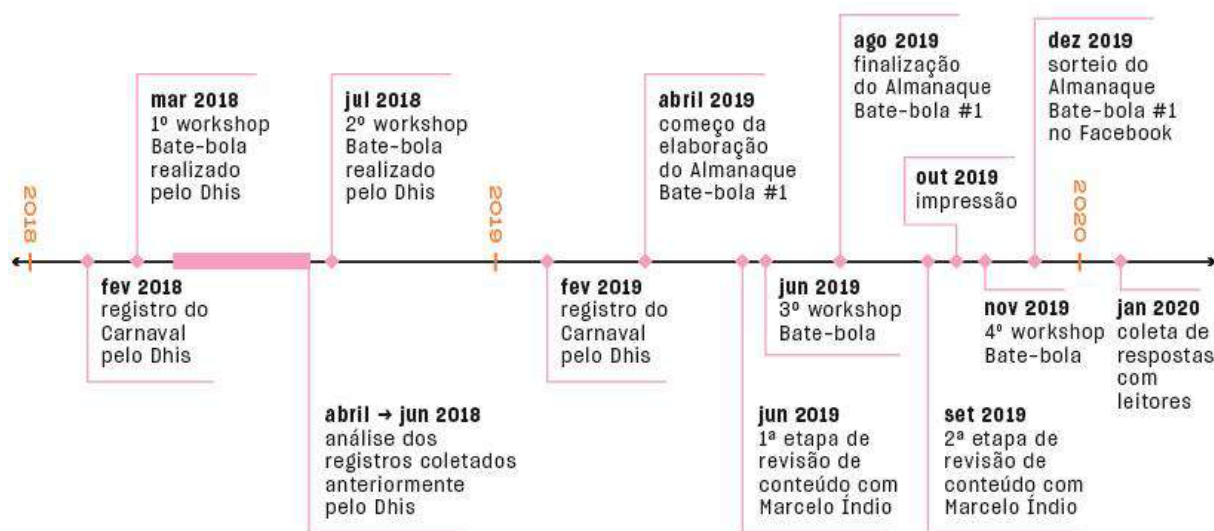 2018
fev 2018
registro do
Carnaval
pelo Dhis
mar 2018
1º workshop
Bate-bola
realizado
pelo Dhis
abril → jun 2018
análise dos
registros coletados
anteriormente
pelo Dhis
jul 2018
2º workshop
Bate-bola
realizado
pelo Dhis
2019
fev 2019
registro do
Carnaval
pelo Dhis
abril 2019
começo da
elaboração
do Almanaque
Bate-bola #1
jun 2019
1ª etapa de
revisão de
conteúdo com
Marcelo Índio
jun 2019
3º workshop
Bate-bola
ago 2019
finalização
do Almanaque
Bate-bola #1
set 2019
2ª etapa de
revisão de
conteúdo com
Marcelo Índio
out 2019
impressão
nov 2019
4º workshop
Bate-bola
dez 2019
sorteio do
Almanaque
Bate-bola #1
no Facebook
2020
jan 2020
coleta de
respostas
com
leitores